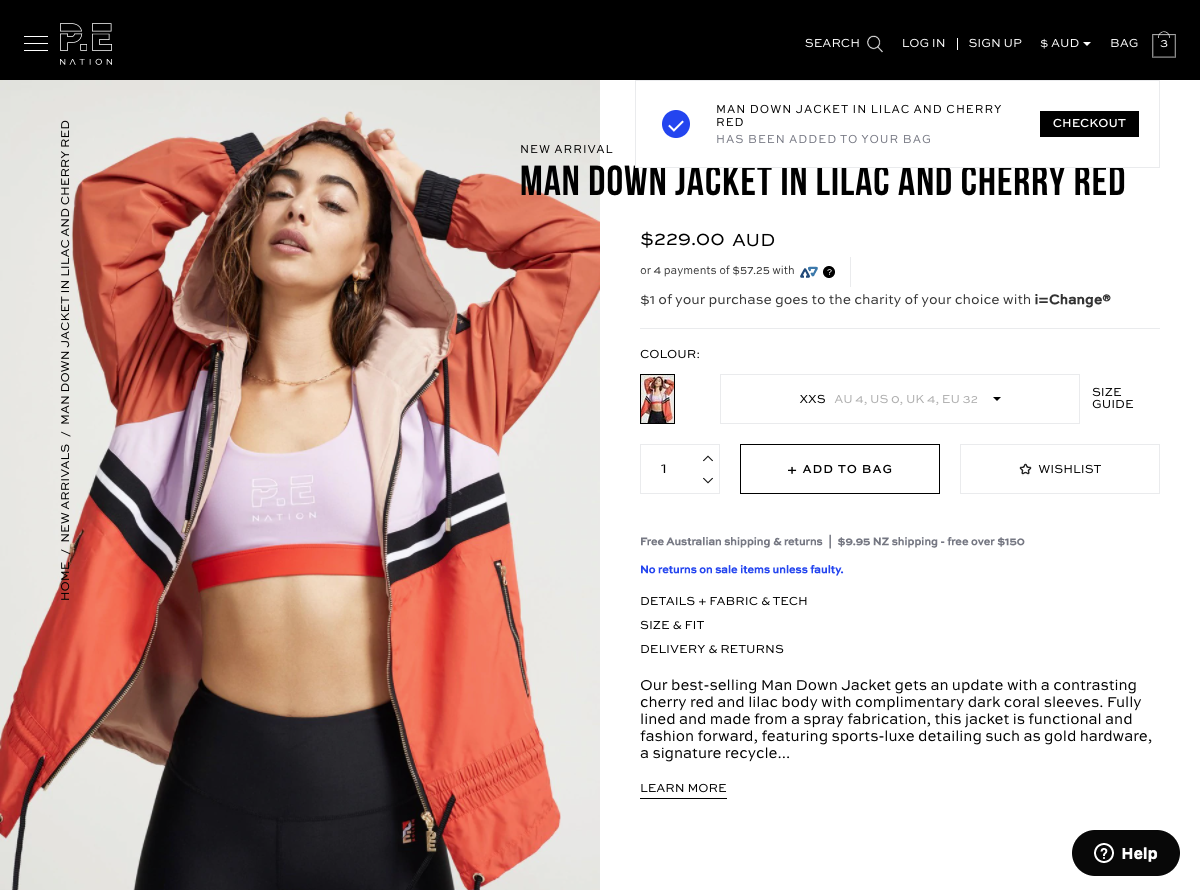 P.E
NATION
SEARCH
LOG IN | SIGN UP
$ AUD
BAG
3
MAN DOWN JACKET IN LILAC AND CHERRY
RED
HAS BEEN ADDED TO YOUR BAG
CHECKOUT
HOME / NEW ARRIVALS / MAN DOWN JACKET IN LILAC AND CHERRY RED
NEW ARRIVAL
MAN DOWN JACKET IN LILAC AND CHERRY RED
$229.00 AUD
or 4 payments of $57.25 with ?
$1 of your purchase goes to the charity of your choice with i=Change®
COLOUR:
XXS AU 4, US 0, UK 4, EU 32
SIZE
GUIDE
1
+ ADD TO BAG
WISHLIST
P.E
NATION
Free Australian shipping & returns | $9.95 NZ shipping - free over $150
No returns on sale items unless faulty.
DETAILS + FABRIC & TECH
SIZE & FIT
DELIVERY & RETURNS
Our best-selling Man Down Jacket gets an update with a contrasting
cherry red and lilac body with complimentary dark coral sleeves. Fully
lined and made from a spray fabrication, this jacket is functional and
fashion forward, featuring sports-luxe detailing such as gold hardware,
a signature recycle...
LEARN MORE
? Help